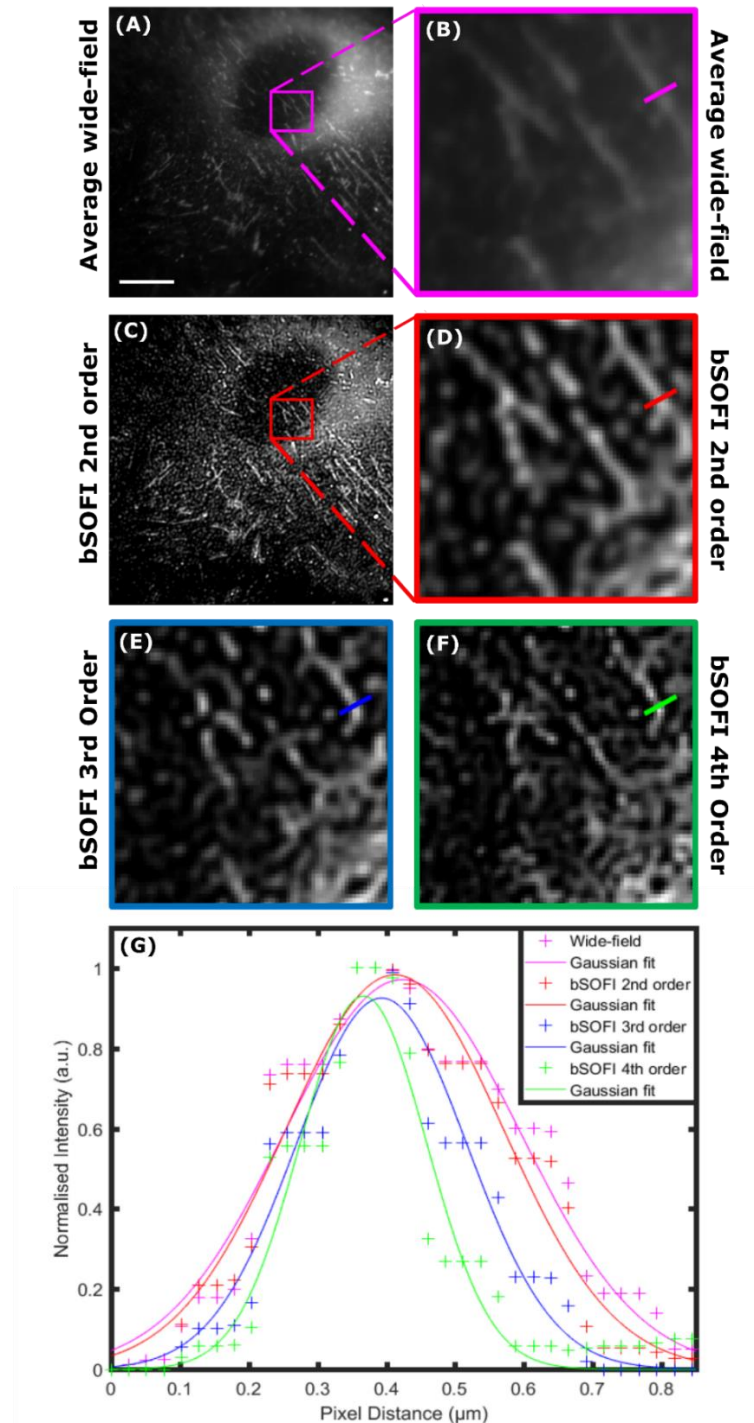 (A)
Average wide-field
(B)
Average wide-field
(C)
bSOFI 2nd order
(D)
bSOFI 2nd order
(E)
bSOFI 3rd Order
(F)
bSOFI 4th Order
(G)
Wide-field
Gaussian fit
bSOFI 2nd order
Gaussian fit
bSOFI 3rd order
Gaussian fit
bSOFI 4th order
Gaussian fit
Normalised Intensity (a.u.)
1
0.8
0.6
0.4
0.2
0
0 0.1 0.2 0.3 0.4 0.5 0.6 0.7 0.8
Pixel Distance (μm)